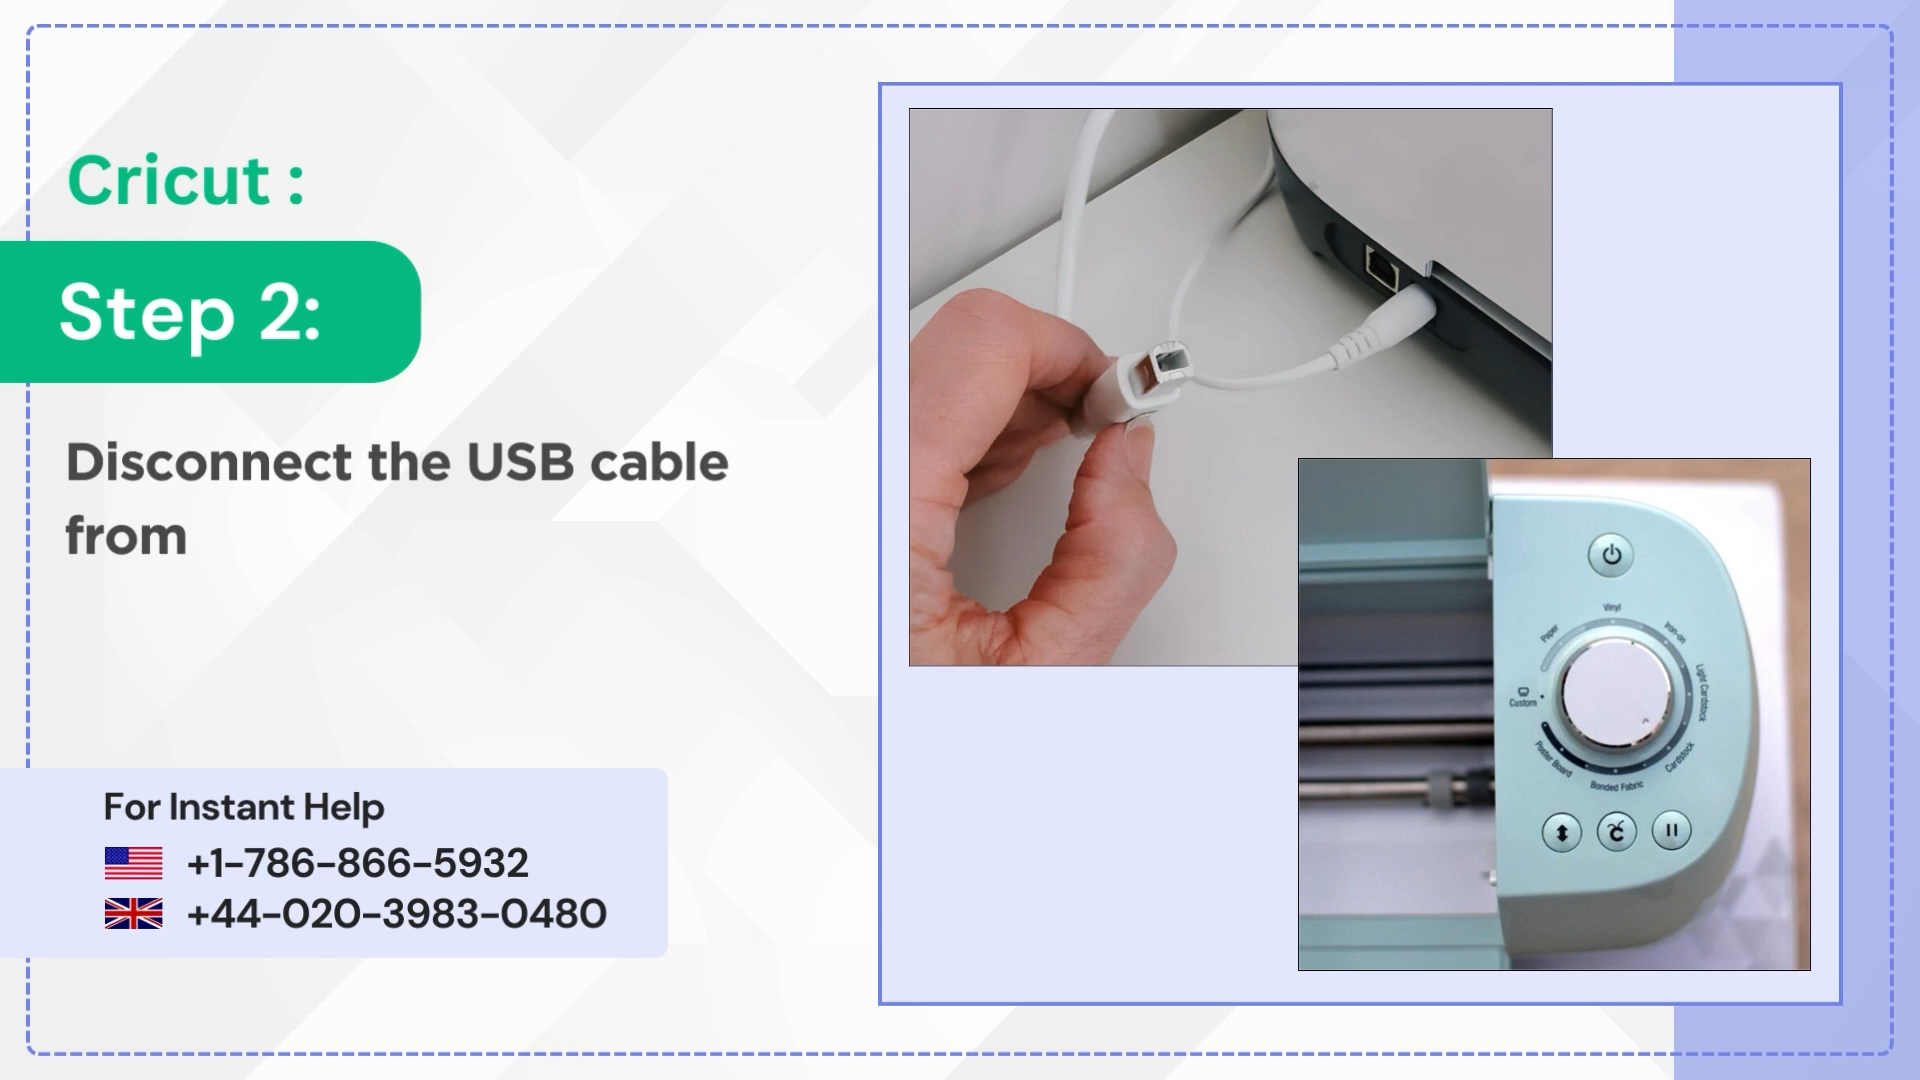 Cricut :
Step 2:
Disconnect the USB cable
from
For Instant Help
+1-786-866-5932
+44-020-3983-0480
Vinyl
Paper
Iron-on
Light Cardstock
Custom
Cardstock
Poster Board
Bonded Fabric